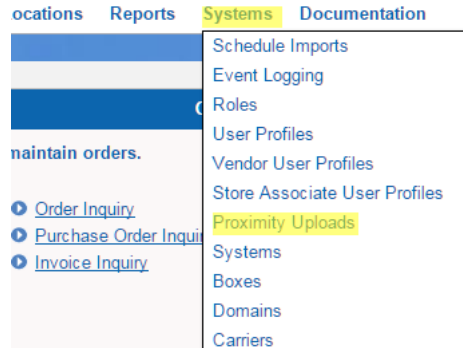 ocations Reports Systems Documentation
Schedule Imports
Event Logging
Roles
User Profiles
Vendor User Profiles
Store Associate User Profiles
Proximity Uploads
Systems
Boxes
Domains
Carriers
naintain orders.
Order Inquiry
Purchase Order Inqui
Invoice Inquiry